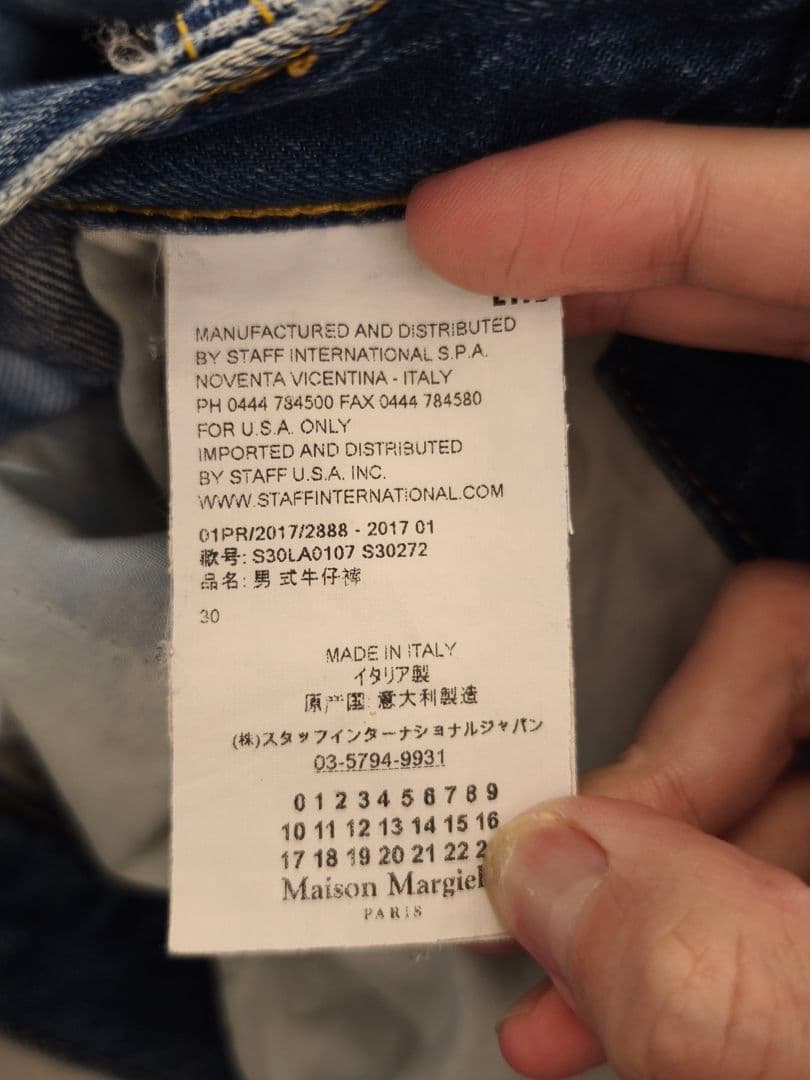 MANUFACTURED AND DISTRIBUTED
BY STAFF INTERNATIONAL S.P.A.
NOVENTA VICENTINA - ITALY
PH 0444 784500 FAX 0444 784580
FOR U.S.A. ONLY
IMPORTED AND DISTRIBUTED
BY STAFF U.S.A. INC.
WWW.STAFFINTERNATIONAL.COM
01PR/2017/2888 - 2017 01
款号: S30LA0107 S30272
品名: 男 式牛仔裤
30
MADE IN ITALY
イタリア製
原产国: 意大利製造
(株)スタッフインターナショナルジャパン
03-5794-9931
0 1 2 3 4 5 6 7 8 9
10 11 12 13 14 15 16
17 18 19 20 21 22
Maison
PARIS